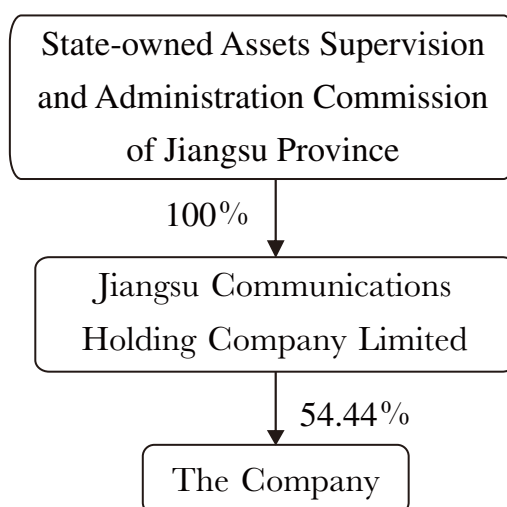 State-owned Assets Supervision
and Administration Commission
of Jiangsu Province
100%
Jiangsu Communications
Holding Company Limited
54.44%
The Company